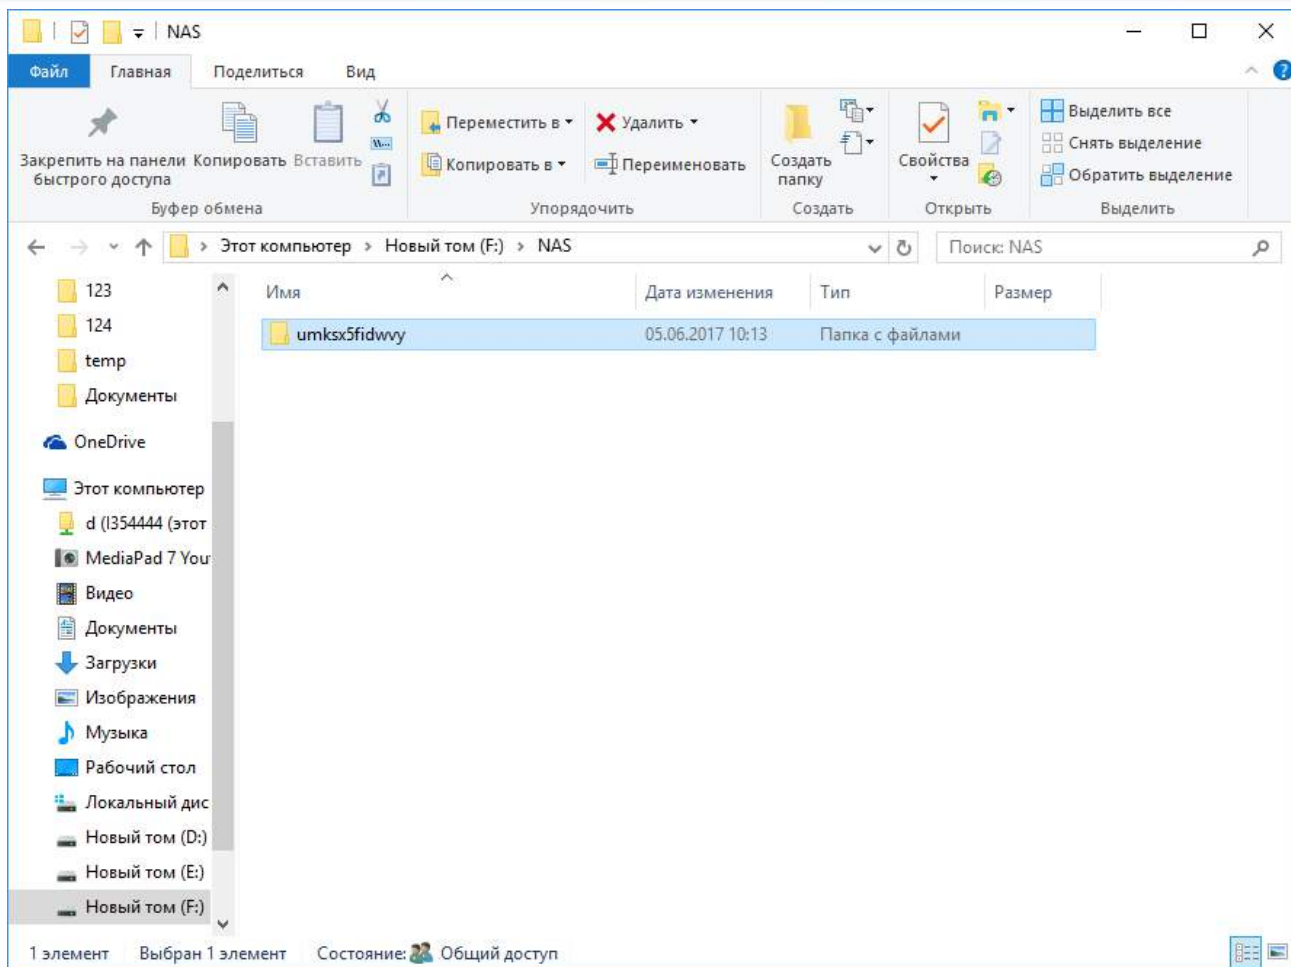 NAS
Файл Главная Поделиться Вид
Закрепить на панели быстрого доступа
Копировать
Вставить
Переместить в
Копировать в
Удалить
Переименовать
Создать папку
Свойства
Выделить все
Снять выделение
Обратить выделение
Буфер обмена Упорядочить Создать Открыть Выделить
Этот компьютер › Новый том (F:) › NAS
Поиск: NAS
Имя Дата изменения Тип Размер
umksx5fidwvy 05.06.2017 10:13 Папка с файлами
123
124
temp
Документы
OneDrive
Этот компьютер
d (I354444 (этот
MediaPad 7 You
Видео
Документы
Загрузки
Изображения
Музыка
Рабочий стол
Локальный дис
Новый том (D:)
Новый том (E:)
Новый том (F:)
1 элемент Выбран 1 элемент Состояние: Общий доступ